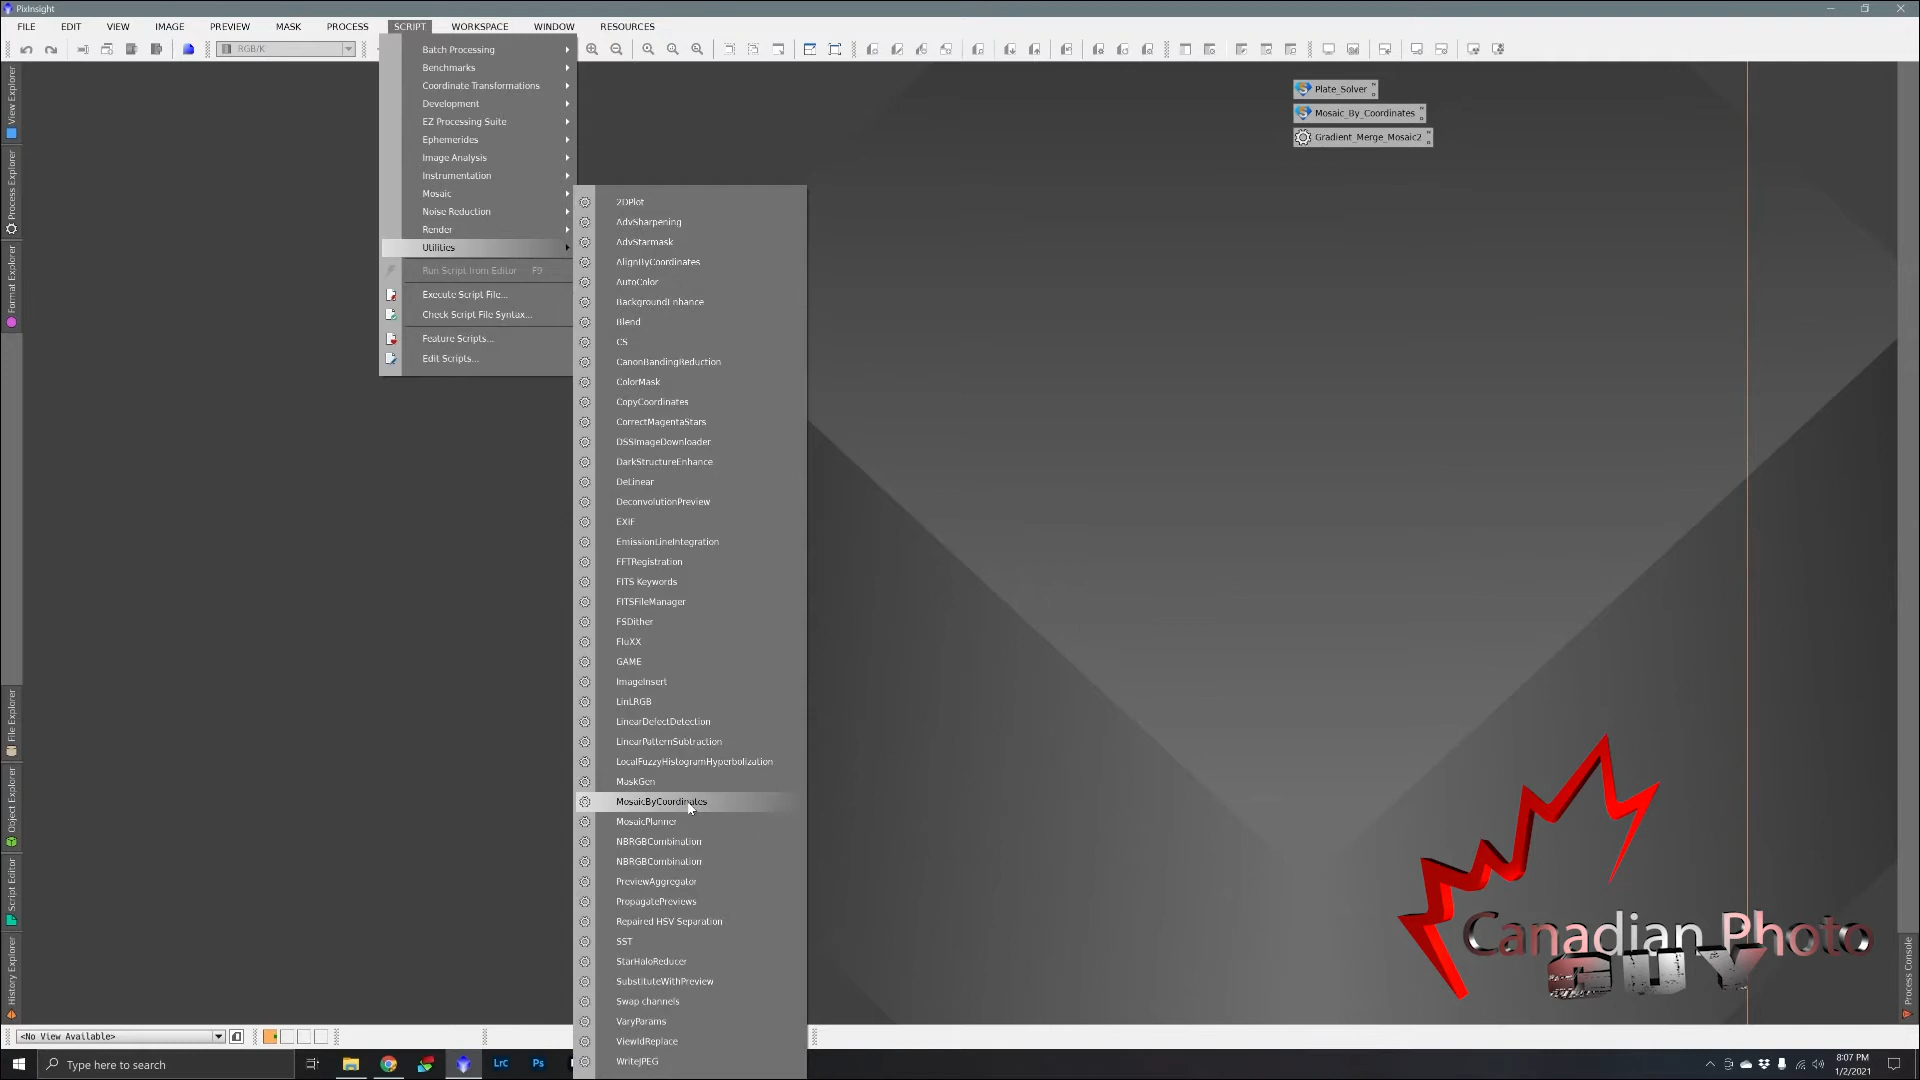 PixInsight
FILE EDIT VIEW IMAGE PREVIEW MASK PROCESS SCRIPT WORKSPACE WINDOW RESOURCES
RGB/K
Batch Processing
Benchmarks
Coordinate Transformations
Development
EZ Processing Suite
Ephemerides
Image Analysis
Instrumentation
Mosaic
Noise Reduction
Render
Utilities
Run Script from Editor F9
Execute Script File...
Check Script File Syntax...
Feature Scripts...
Edit Scripts...
2DPlot
AdvSharpening
AdvStarmask
AlignByCoordinates
AutoColor
BackgroundEnhance
Blend
CS
CanonBandingReduction
ColorMask
CopyCoordinates
CorrectMagentaStars
DSSImageDownloader
DarkStructureEnhance
DeLinear
DeconvolutionPreview
EXIF
EmissionLineIntegration
FFTRegistration
FITS Keywords
FITSFileManager
FSDither
FluXX
GAME
ImageInsert
LinLRGB
LinearDefectDetection
LinearPatternSubtraction
LocalFuzzyHistogramHyperbolization
MaskGen
MosaicByCoordinates
MosaicPlanner
NBRGBCombination
NBRGBCombination
PreviewAggregator
PropagatePreviews
Repaired HSV Separation
SST
StarHaloReducer
SubstituteWithPreview
Swap channels
VaryParams
ViewIdReplace
WriteJPEG
Plate_Solver
Mosaic_By_Coordinates
Gradient_Merge_Mosaic2
View Explorer
Process Explorer
Format Explorer
File Explorer
Object Explorer
Script Editor
History Explorer
Process Console
Canadian Photo
GUY
<No View Available>
Type here to search
LrC
Ps
8:07 PM
1/2/2021